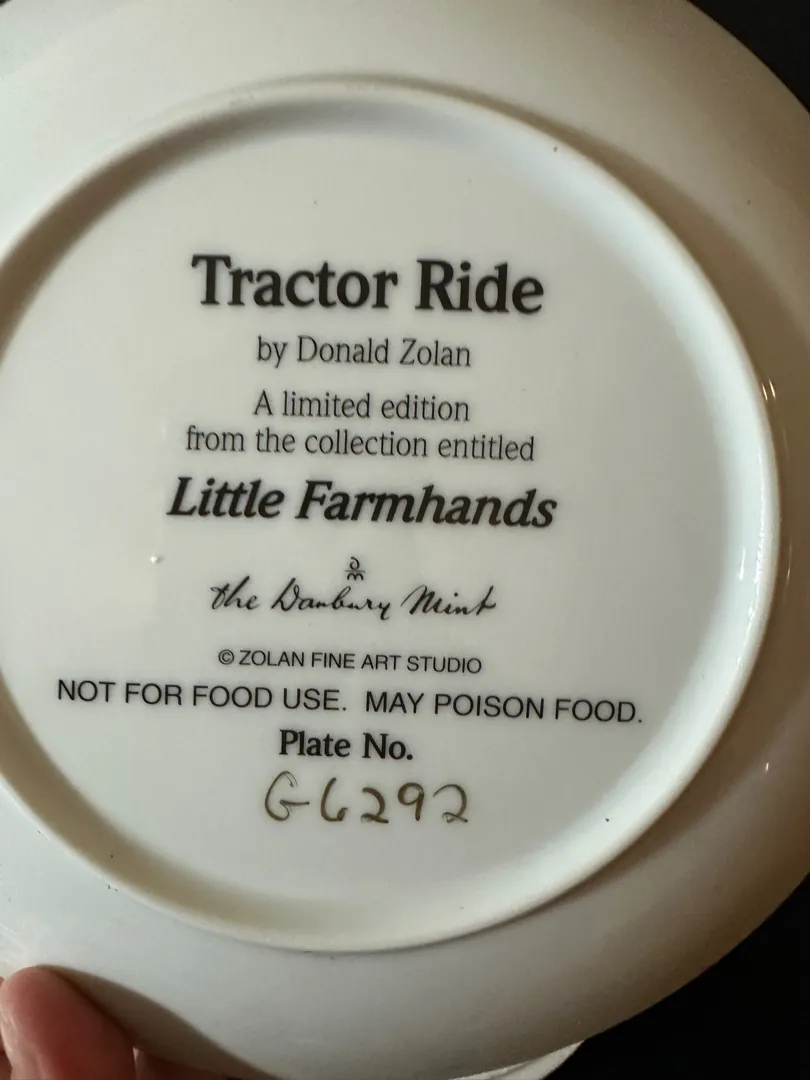 Tractor Ride
by Donald Zolan
A limited edition
from the collection entitled
Little Farmhands
dm
the Danbury Mint
© ZOLAN FINE ART STUDIO
NOT FOR FOOD USE. MAY POISON FOOD.
Plate No.
G6292